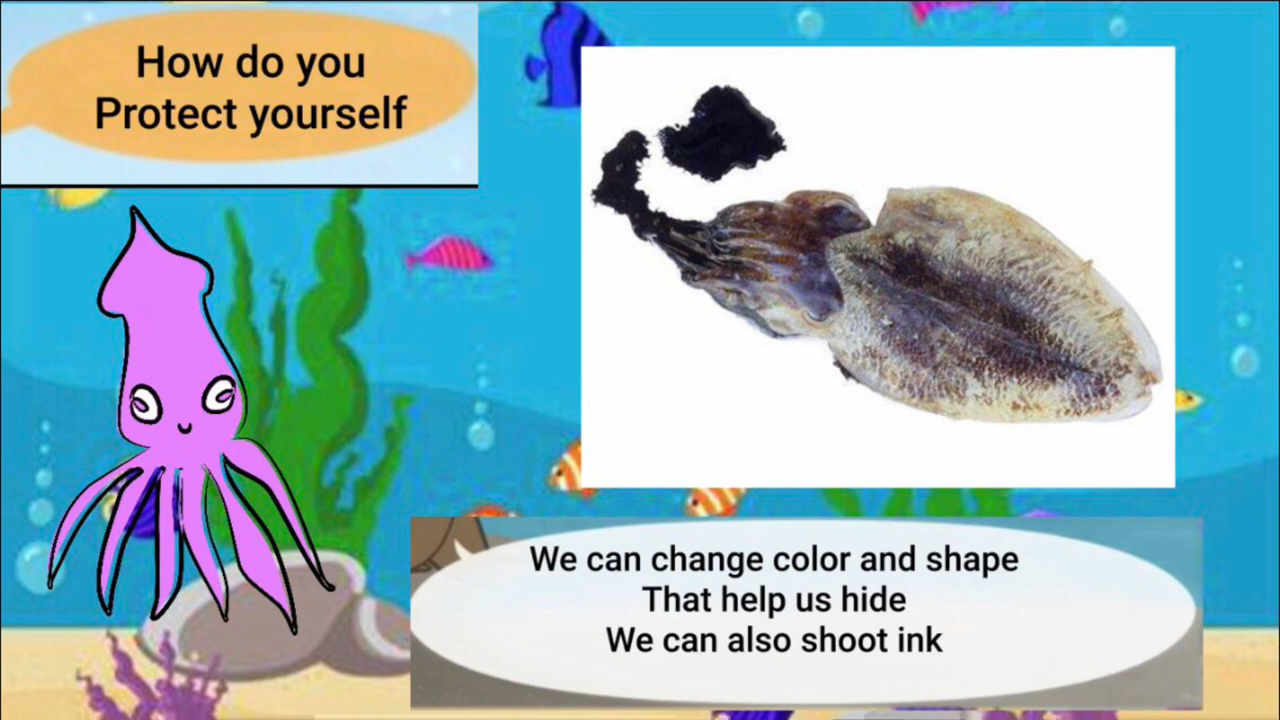 How do you
Protect yourself
We can change color and shape
That help us hide
We can also shoot ink